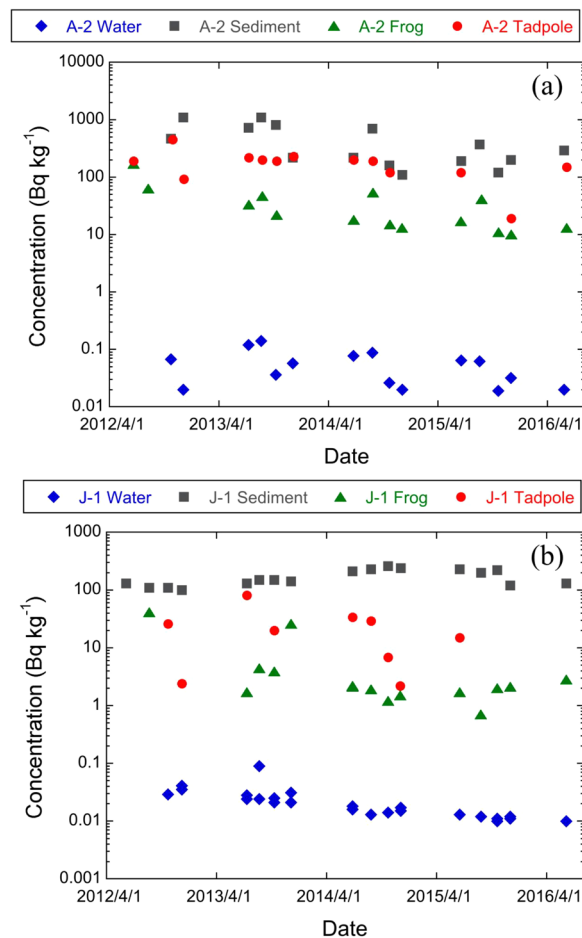 A-2 Water A-2 Sediment A-2 Frog A-2 Tadpole
(a)
10000
1000
100
10
1
0.1
0.01
Concentration (Bq kg-1)
2012/4/1 2013/4/1 2014/4/1 2015/4/1 2016/4/1
Date
J-1 Water J-1 Sediment J-1 Frog J-1 Tadpole
(b)
1000
100
10
1
0.1
0.01
0.001
Concentration (Bq kg-1)
2012/4/1 2013/4/1 2014/4/1 2015/4/1 2016/4/1
Date